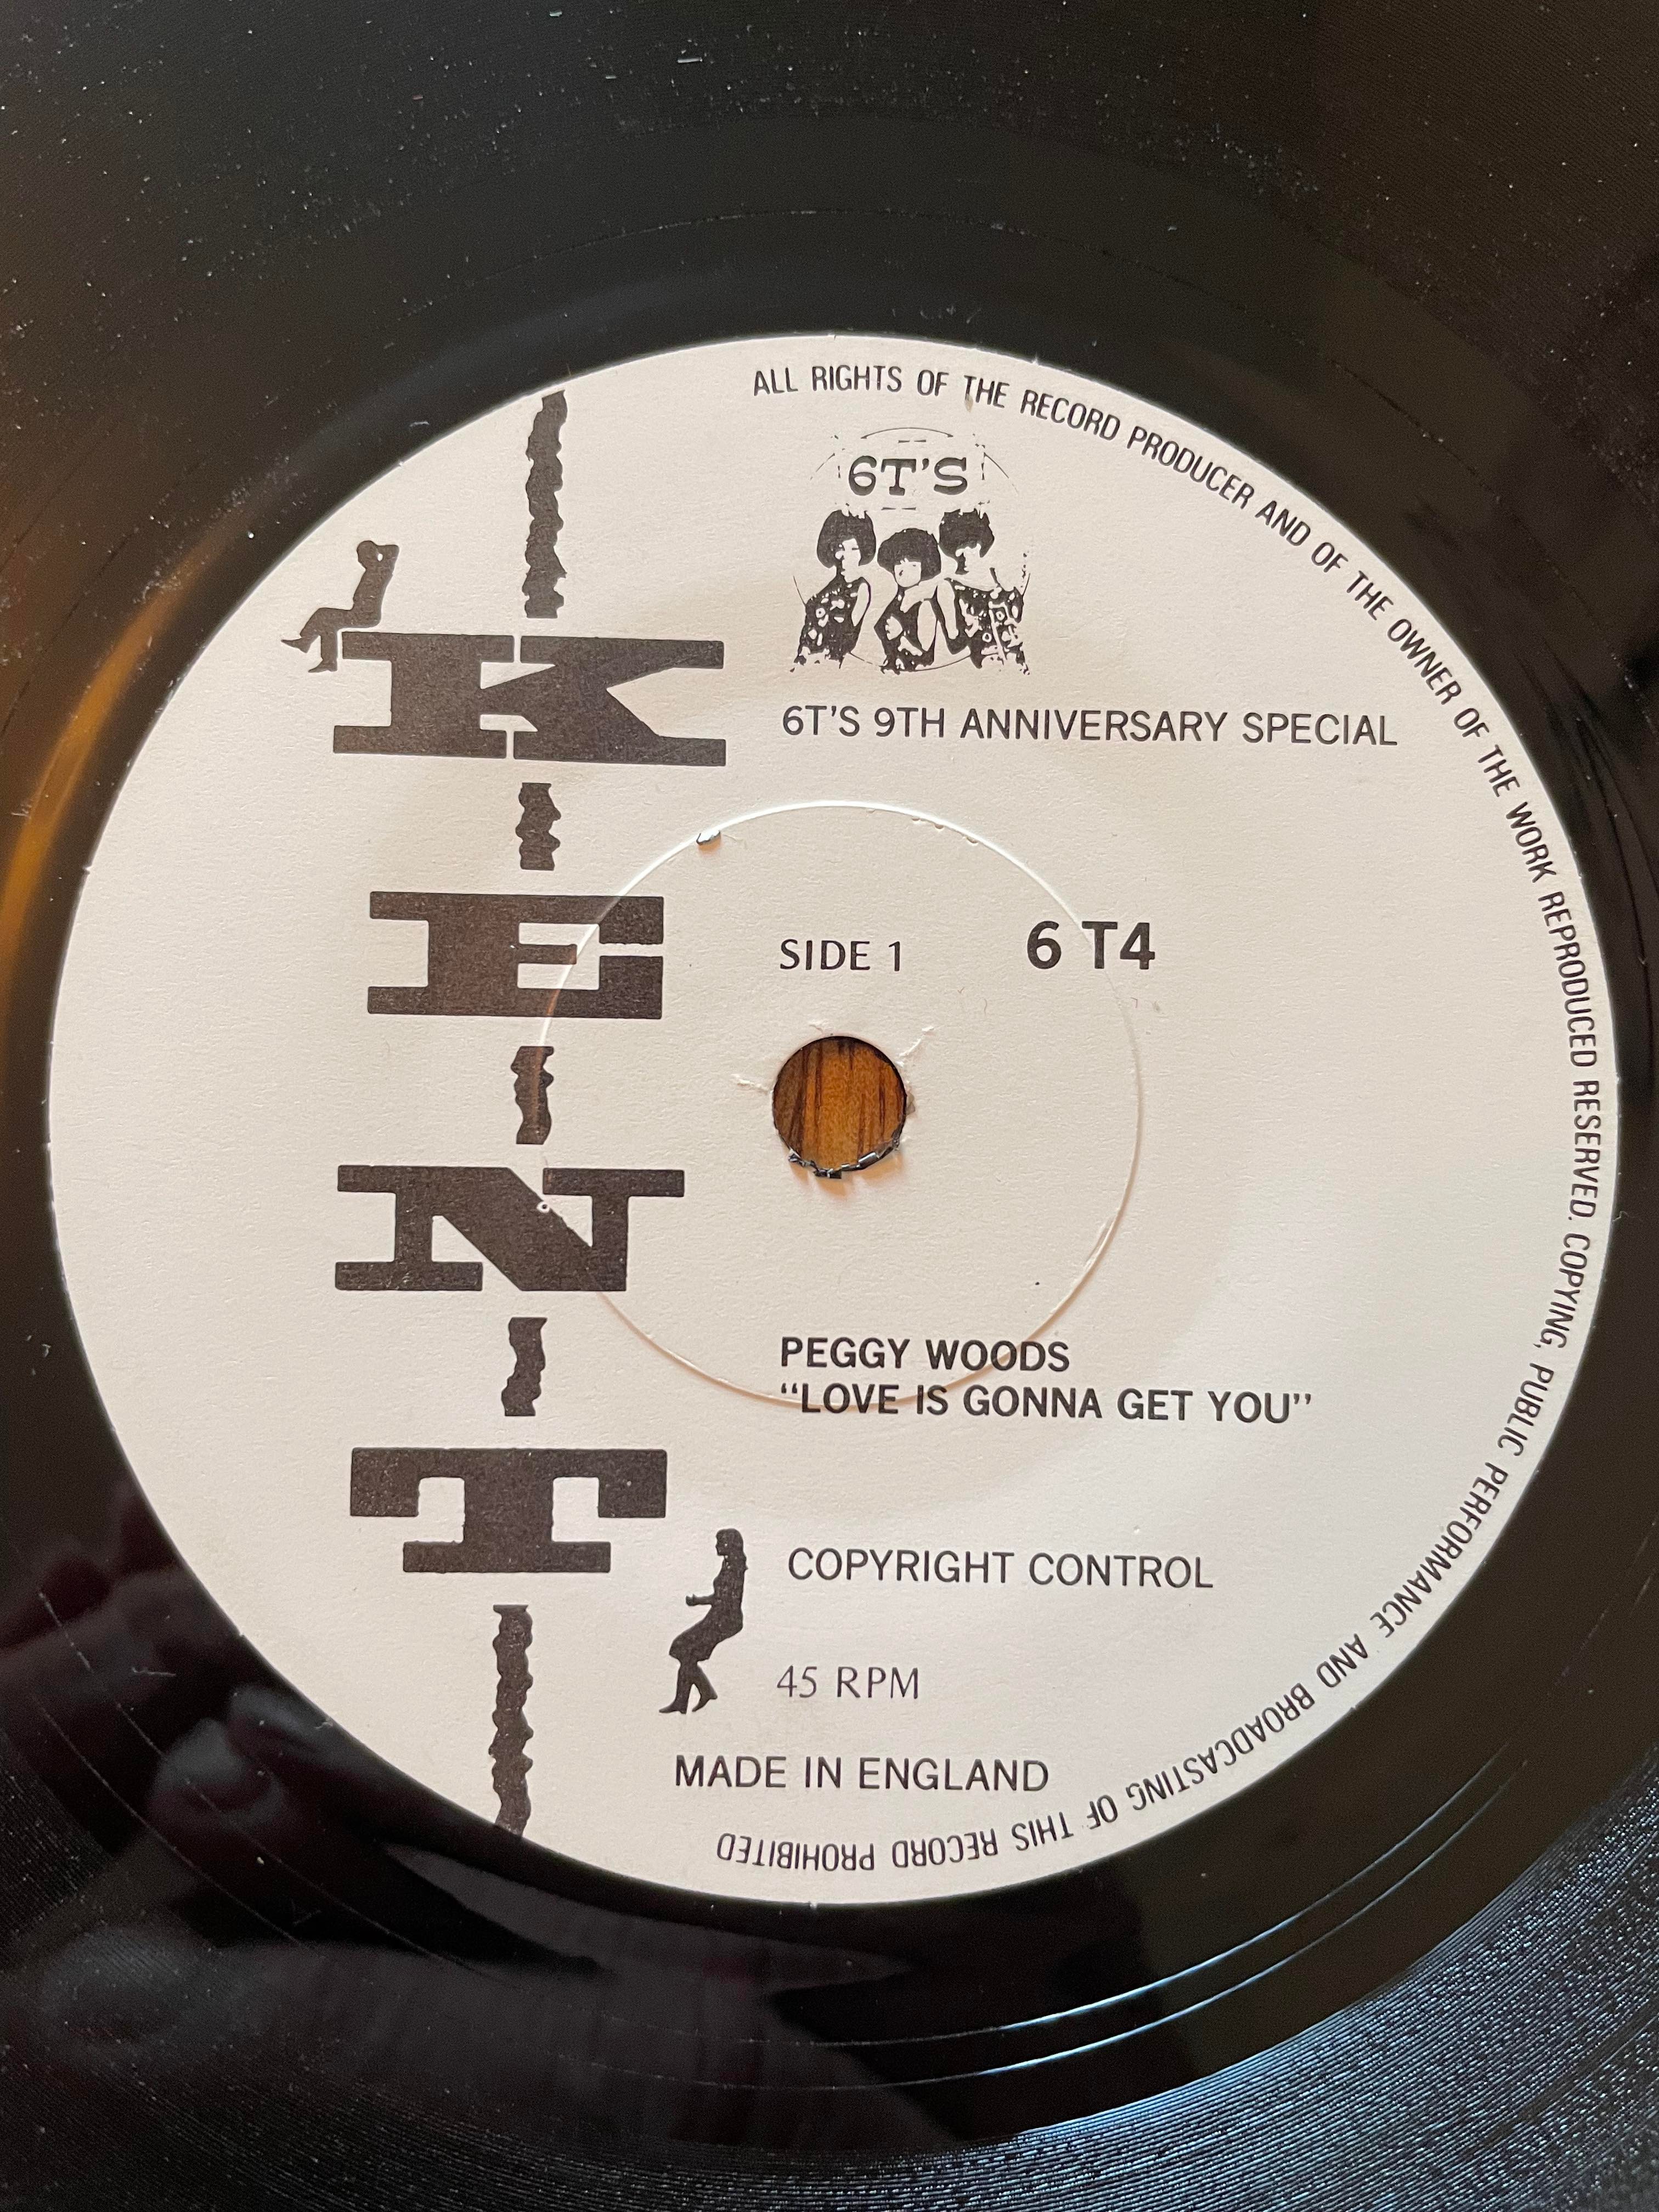 ALL RIGHTS OF THE RECORD PRODUCER AND OF THE OWNER OF THE WORK REPRODUCED RESERVED. COPYING, PUBLIC PERFORMANCE AND BROADCASTING OF THIS RECORD PROHIBITED
KENT
6T'S
6T'S 9TH ANNIVERSARY SPECIAL
SIDE 1 6 T4
PEGGY WOODS
"LOVE IS GONNA GET YOU"
COPYRIGHT CONTROL
45 RPM
MADE IN ENGLAND